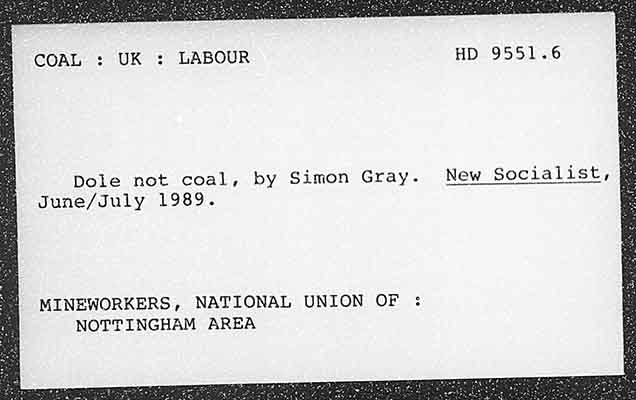 COAL : UK : LABOUR HD 9551.6
Dole not coal, by Simon Gray. New Socialist,
June/July 1989.
MINEWORKERS, NATIONAL UNION OF :
NOTTINGHAM AREA